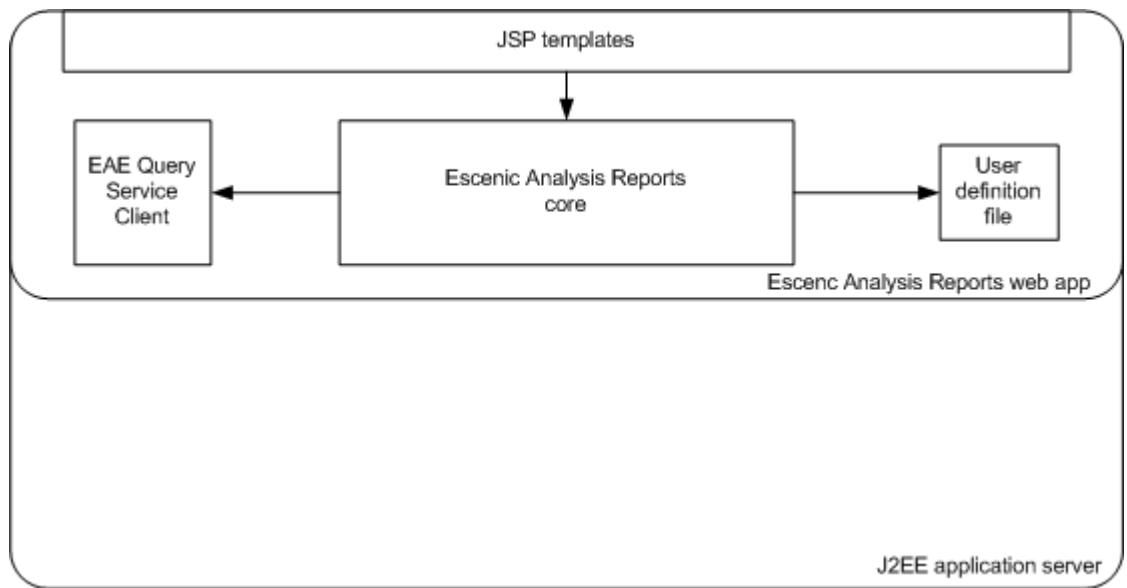 JSP templates
EAE Query
Service
Client
Escenic Analysis Reports
core
User
definition
file
Escenc Analysis Reports web app
J2EE application server